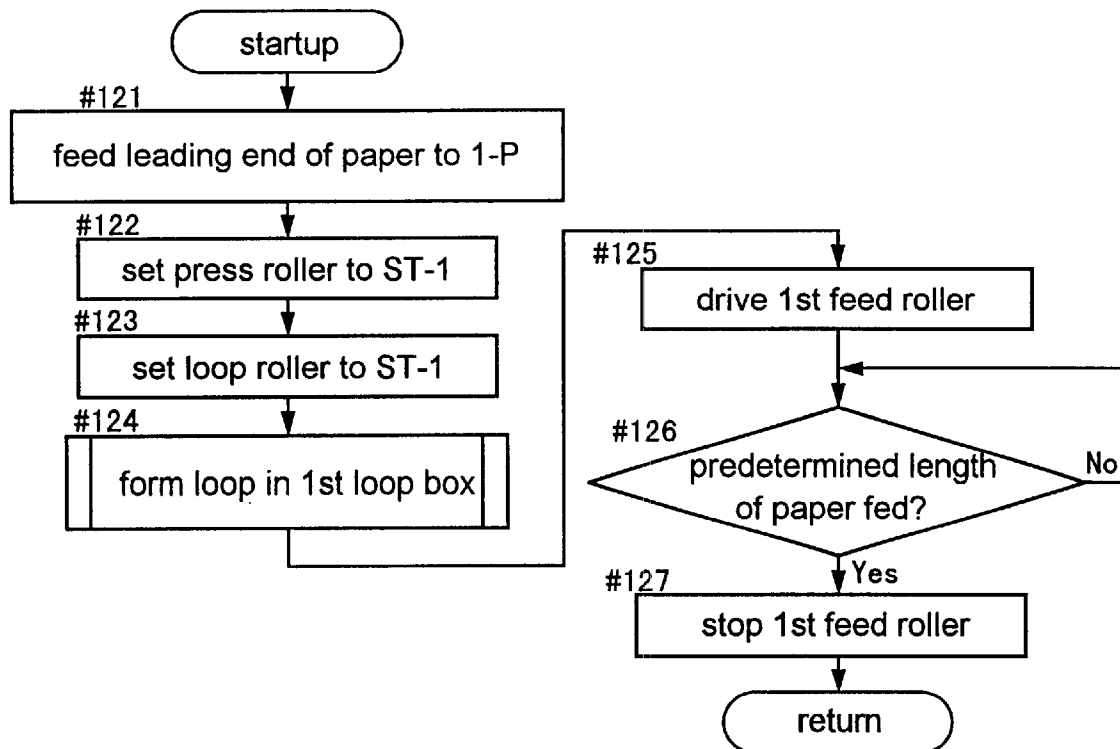 startup
#121
feed leading end of paper to 1-P
#122
set press roller to ST-1
#123
set loop roller to ST-1
#124
form loop in 1st loop box
#125
drive 1st feed roller
#126
predetermined length
of paper fed?
No
Yes
#127
stop 1st feed roller
return